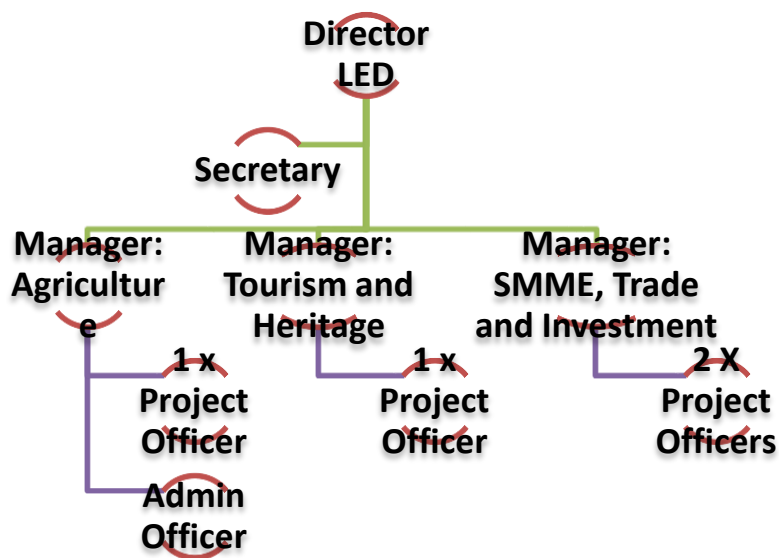 Director
LED
Secretary
Manager:
Agricultur
e
Manager:
Tourism and
Heritage
Manager:
SMME, Trade
and Investment
1 x
Project
Officer
Admin
Officer
1 x
Project
Officer
2 X
Project
Officers